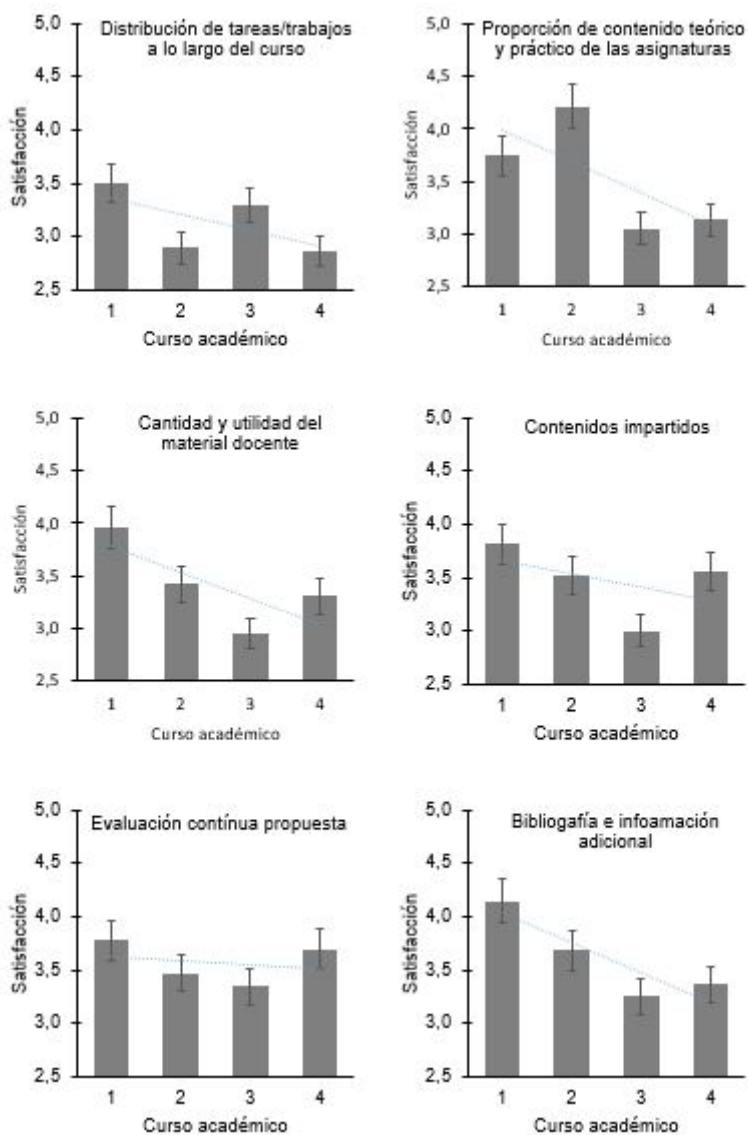 Distribución de tareas/trabajos
a lo largo del curso
5,0
4,5
4,0
3,5
3,0
2,5
Satisfacción
1 2 3 4
Curso académico
Proporción de contenido teórico
y práctico de las asignaturas
5,0
4,5
4,0
3,5
3,0
2,5
Satisfacción
1 2 3 4
Curso académico
Cantidad y utilidad del
material docente
5,0
4,5
4,0
3,5
3,0
2,5
Satisfacción
1 2 3 4
Curso académico
Contenidos impartidos
5,0
4,5
4,0
3,5
3,0
2,5
Satisfacción
1 2 3 4
Curso académico
Evaluación contínua propuesta
5,0
4,5
4,0
3,5
3,0
2,5
Satisfacción
1 2 3 4
Curso académico
Bibliogafía e infoamación
adicional
5,0
4,5
4,0
3,5
3,0
2,5
Satisfacción
1 2 3 4
Curso académico